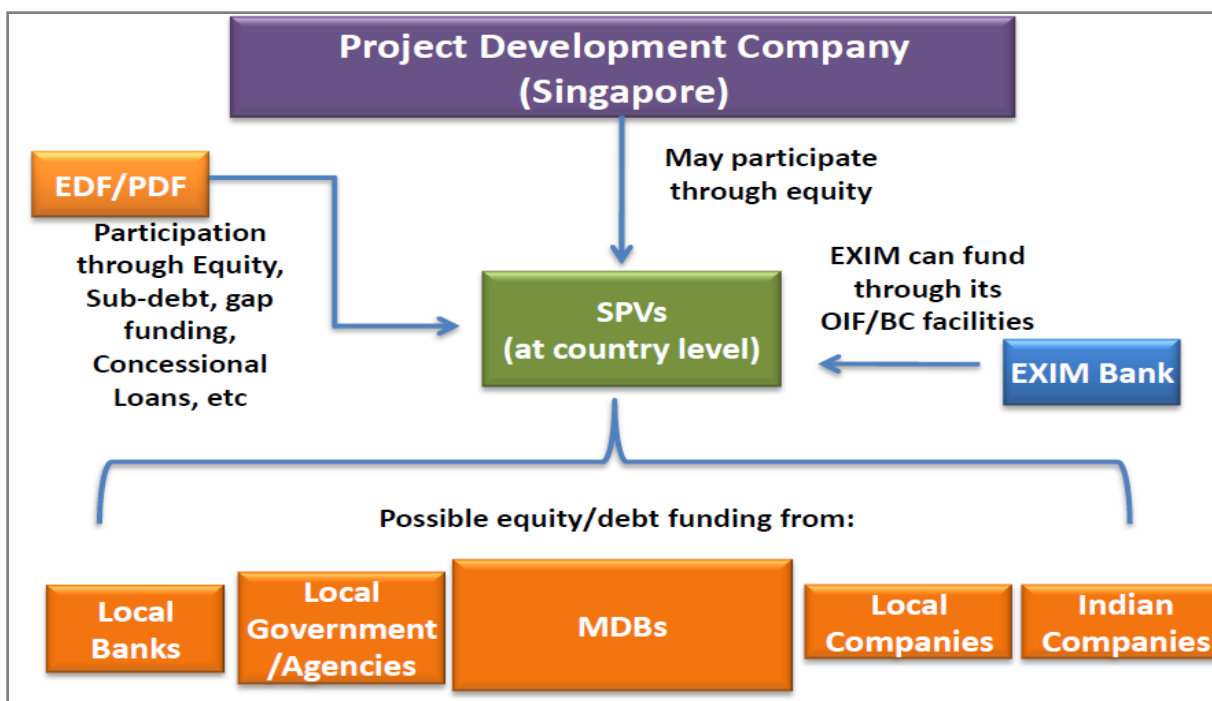 Project Development Company
(Singapore)
May participate
through equity
EDF/PDF
Participation
through Equity,
Sub-debt, gap
funding,
Concessional
Loans, etc
SPVs
(at country level)
EXIM can fund
through its
OIF/BC facilities
EXIM Bank
Possible equity/debt funding from:
Local
Banks
Local
Government
/Agencies
MDBs
Local
Companies
Indian
Companies